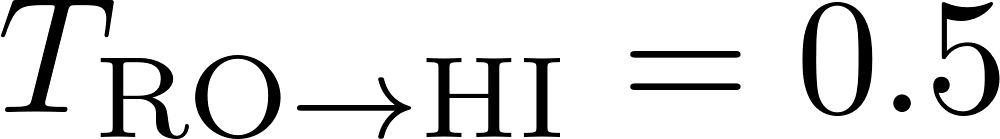 T_{RO→HI} = 0.5